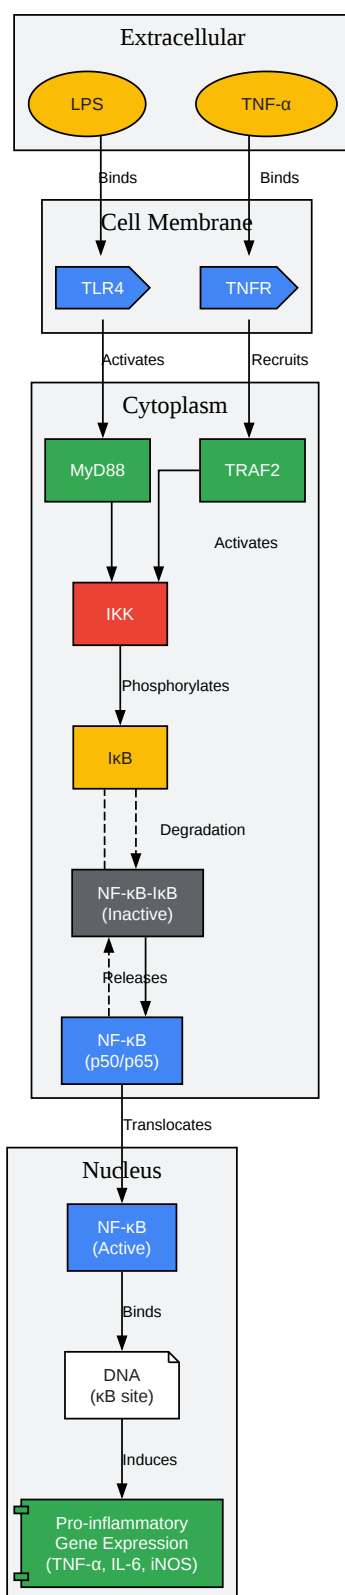 Extracellular
LPS
TNF-α
Binds
Binds
Cell Membrane
TLR4
TNFR
Activates
Recruits
Cytoplasm
MyD88
TRAF2
Activates
IKK
Phosphorylates
IκB
Degradation
NF-κB-IκB
(Inactive)
Releases
NF-κB
(p50/p65)
Translocates
Nucleus
NF-κB
(Active)
Binds
DNA
(κB site)
Induces
Pro-inflammatory
Gene Expression
(TNF-α, IL-6, iNOS)